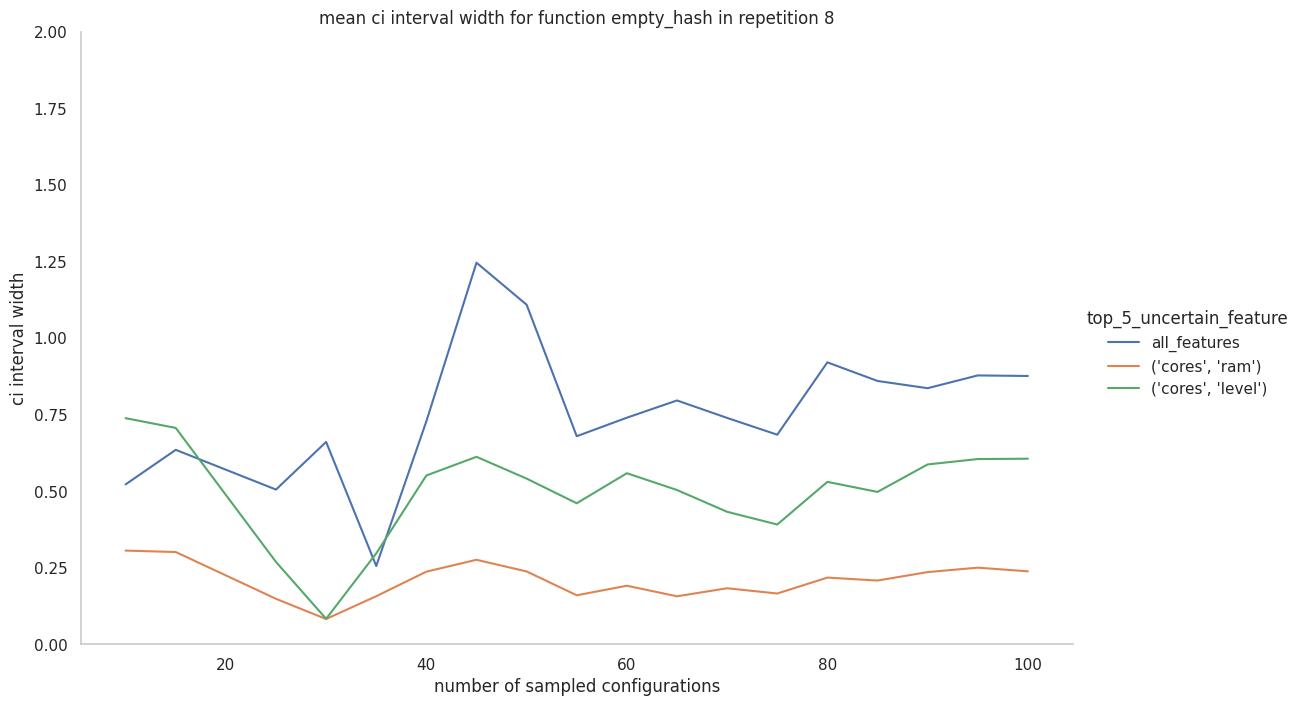 mean ci interval width for function empty_hash in repetition 8
2.00
1.75
1.50
1.25
1.00
0.75
0.50
0.25
0.00
ci interval width
20
40
60
80
100
number of sampled configurations
top_5_uncertain_feature
all_features
('cores', 'ram')
('cores', 'level')